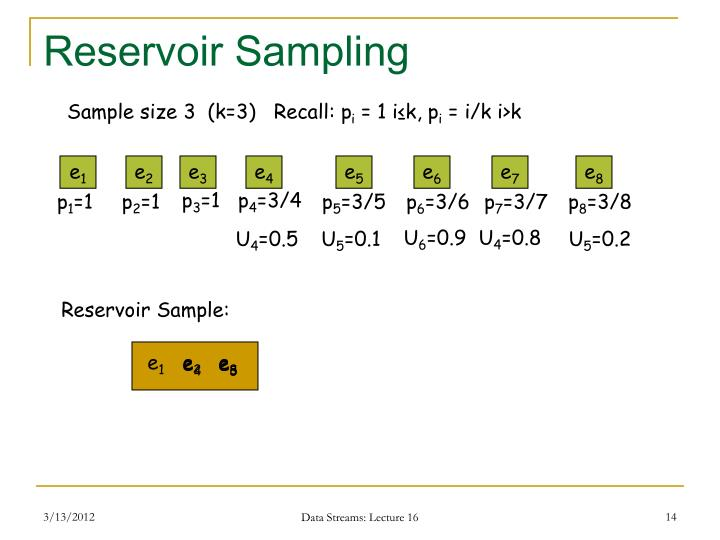 Reservoir Sampling
Sample size 3 (k=3) Recall: pi = 1 i≤k, pi = i/k i>k
e1 e2 e3 e4 e5 e6 e7 e8
p1=1 p2=1 p3=1 p4=3/4 p5=3/5 p6=3/6 p7=3/7 p8=3/8
U4=0.5 U5=0.1 U6=0.9 U4=0.8 U5=0.2
Reservoir Sample:
e1 e e
3/13/2012 Data Streams: Lecture 16 14